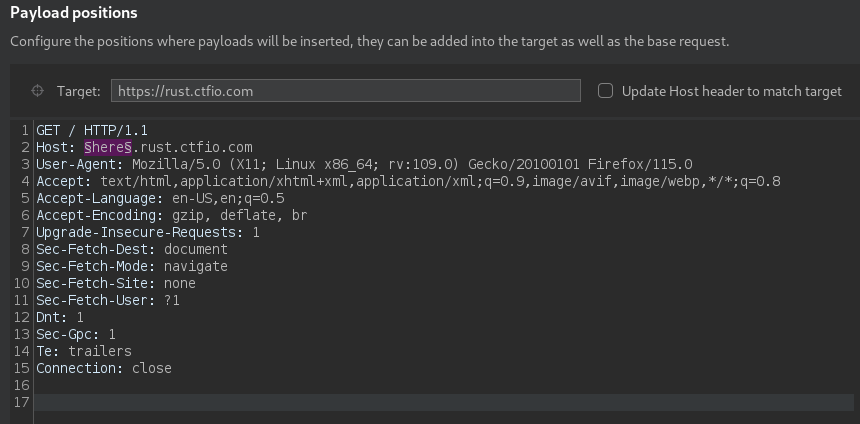 Payload positions
Configure the positions where payloads will be inserted, they can be added into the target as well as the base request.
Target: https://rust.ctfio.com Update Host header to match target
1 GET / HTTP/1.1
2 Host: §here§.rust.ctfio.com
3 User-Agent: Mozilla/5.0 (X11; Linux x86_64; rv:109.0) Gecko/20100101 Firefox/115.0
4 Accept: text/html,application/xhtml+xml,application/xml;q=0.9,image/avif,image/webp,*/*;q=0.8
5 Accept-Language: en-US,en;q=0.5
6 Accept-Encoding: gzip, deflate, br
7 Upgrade-Insecure-Requests: 1
8 Sec-Fetch-Dest: document
9 Sec-Fetch-Mode: navigate
10 Sec-Fetch-Site: none
11 Sec-Fetch-User: ?1
12 Dnt: 1
13 Sec-Gpc: 1
14 Te: trailers
15 Connection: close
16
17